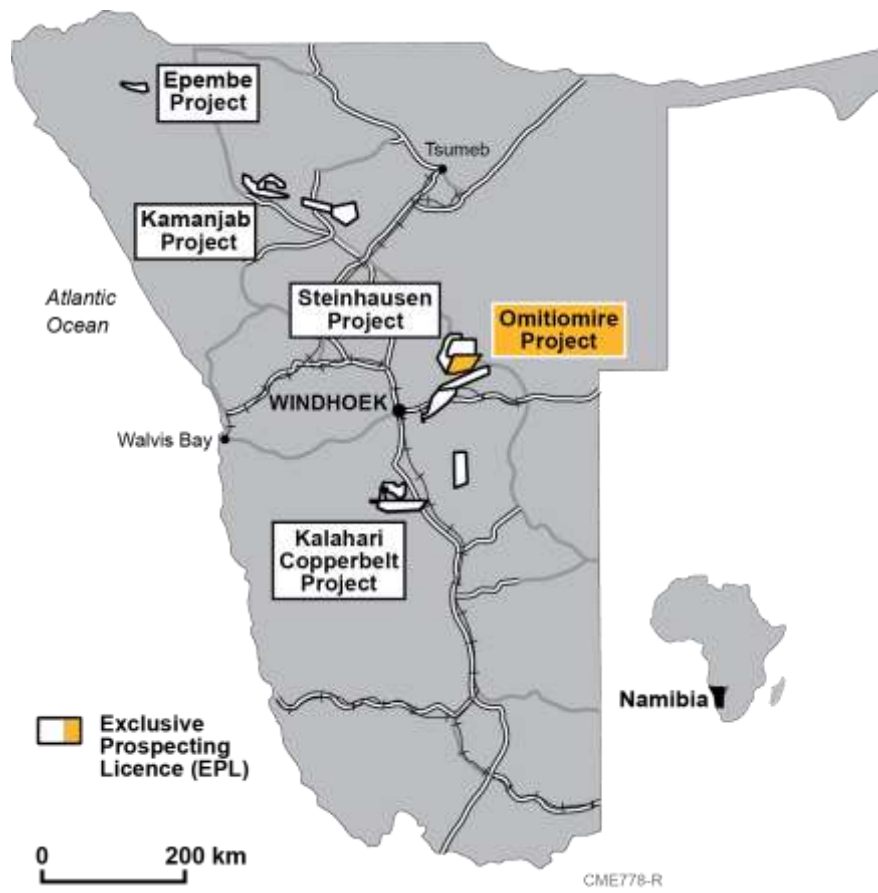 Epembe
Project
Tsumeb
Kamanjab
Project
Atlantic
Ocean
Steinhausen
Project
Omitiomire
Project
WINDHOEK
Walvis Bay
Kalahari
Copperbelt
Project
Namibia
Exclusive
Prospecting
Licence (EPL)
0 200 km
CME778-R